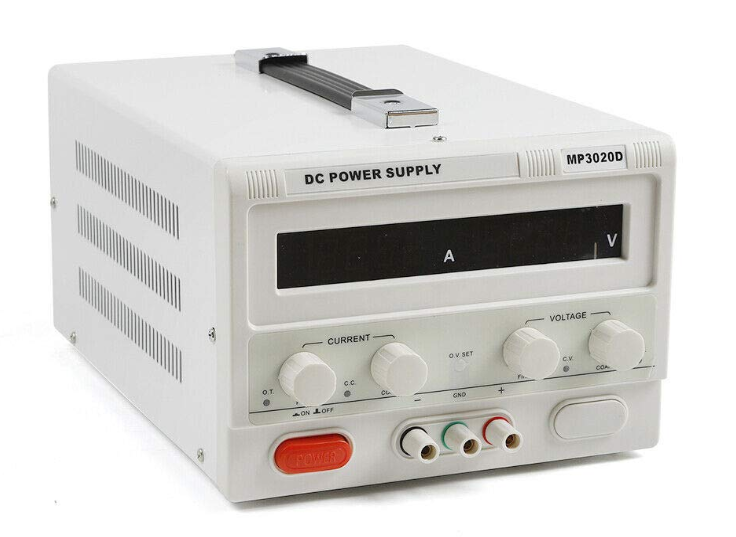 DC POWER SUPPLY
MP3020D
A
V
CURRENT
VOLTAGE
O.V SET
O.T
C.C.
C.V.
−
GND
+
ON OFF
POWER